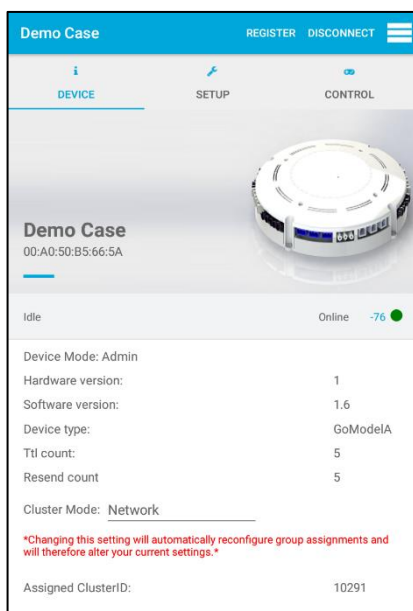 Demo Case REGISTER DISCONNECT
DEVICE SETUP CONTROL
Demo Case
00:A0:50:B5:66:5A
Idle Online -76
Device Mode: Admin
Hardware version: 1
Software version: 1.6
Device type: GoModelA
Ttl count: 5
Resend count 5
Cluster Mode: Network
*Changing this setting will automatically reconfigure group assignments and
will therefore alter your current settings.*
Assigned ClusterID: 10291